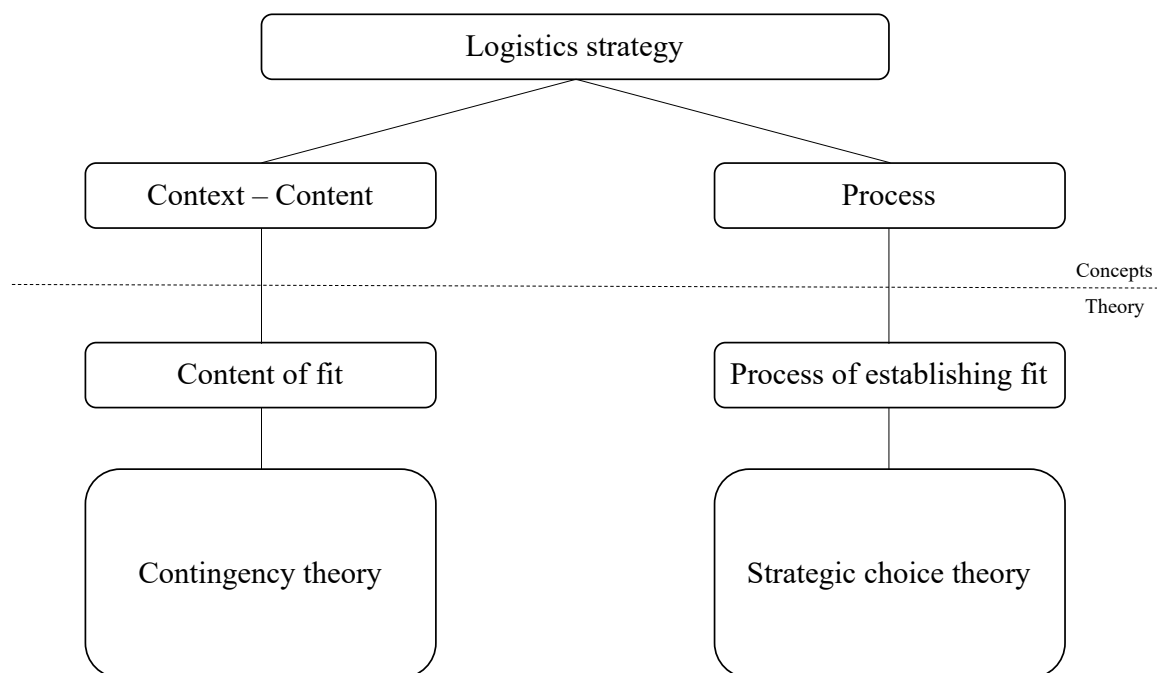 Logistics strategy
Context – Content
Process
Concepts
Theory
Content of fit
Process of establishing fit
Contingency theory
Strategic choice theory